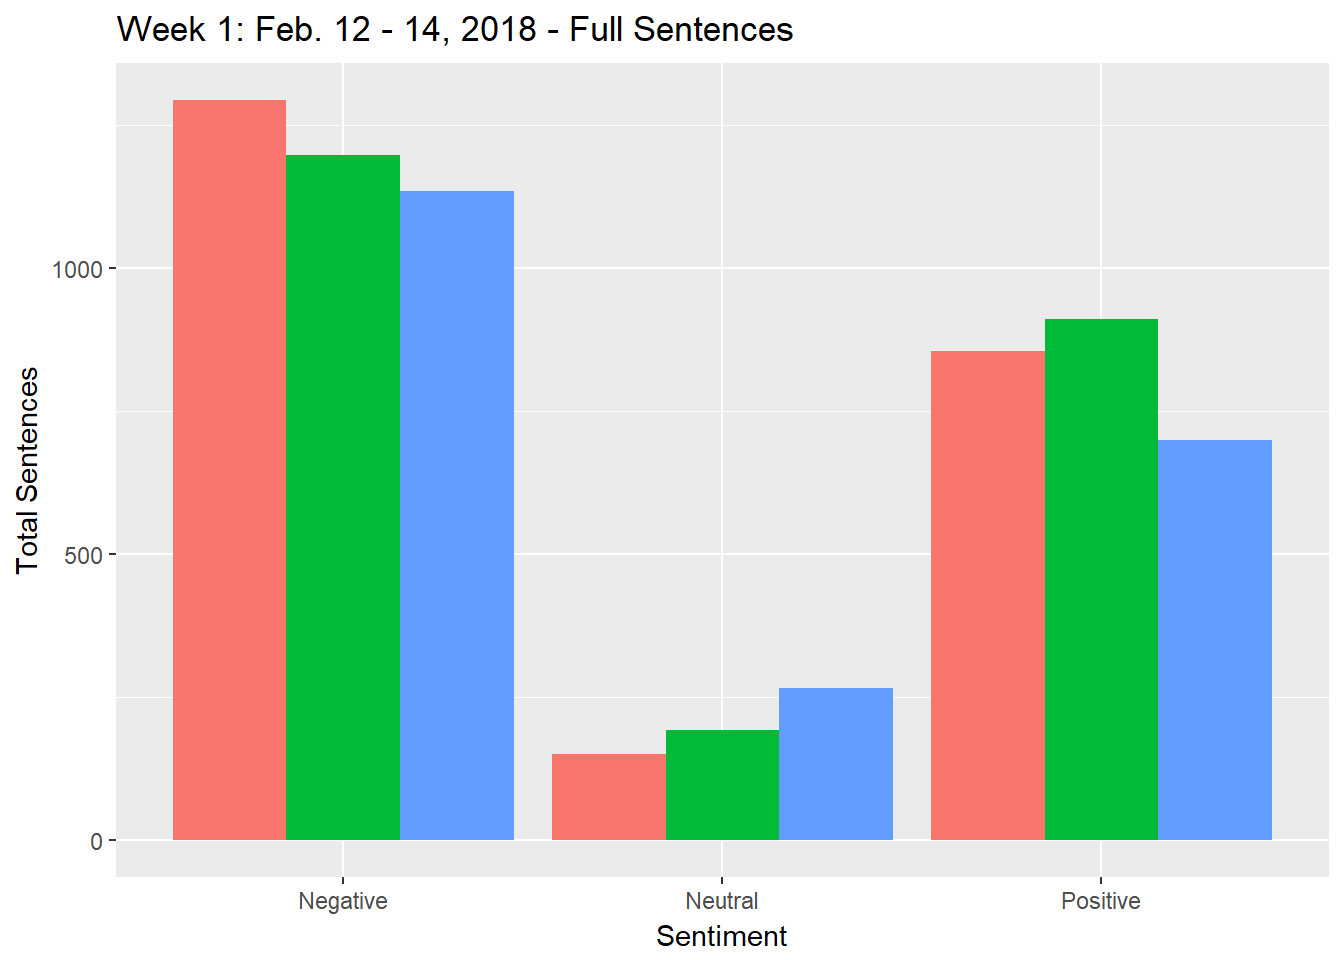 Week 1: Feb. 12 - 14, 2018 - Full Sentences
Total Sentences
1000
500
0
Negative
Neutral
Positive
Sentiment